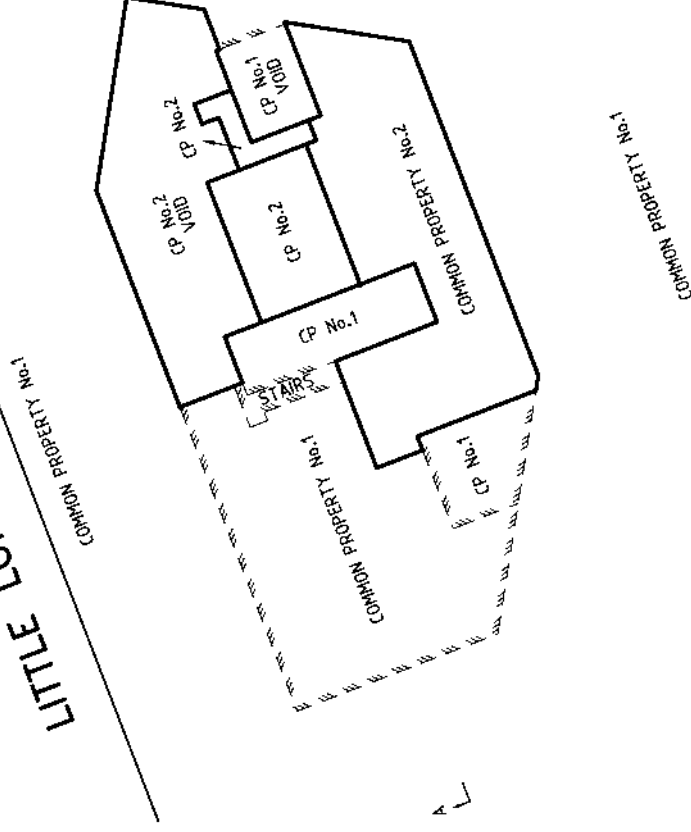 CP No.1
VOID
CP No.2
CP No.2
VOID
CP No.2
COMMON PROPERTY No.2
COMMON PROPERTY No.1
CP No.1
STAIRS
COMMON PROPERTY No.1
COMMON PROPERTY No.1
CP No.1
LITTLE
A